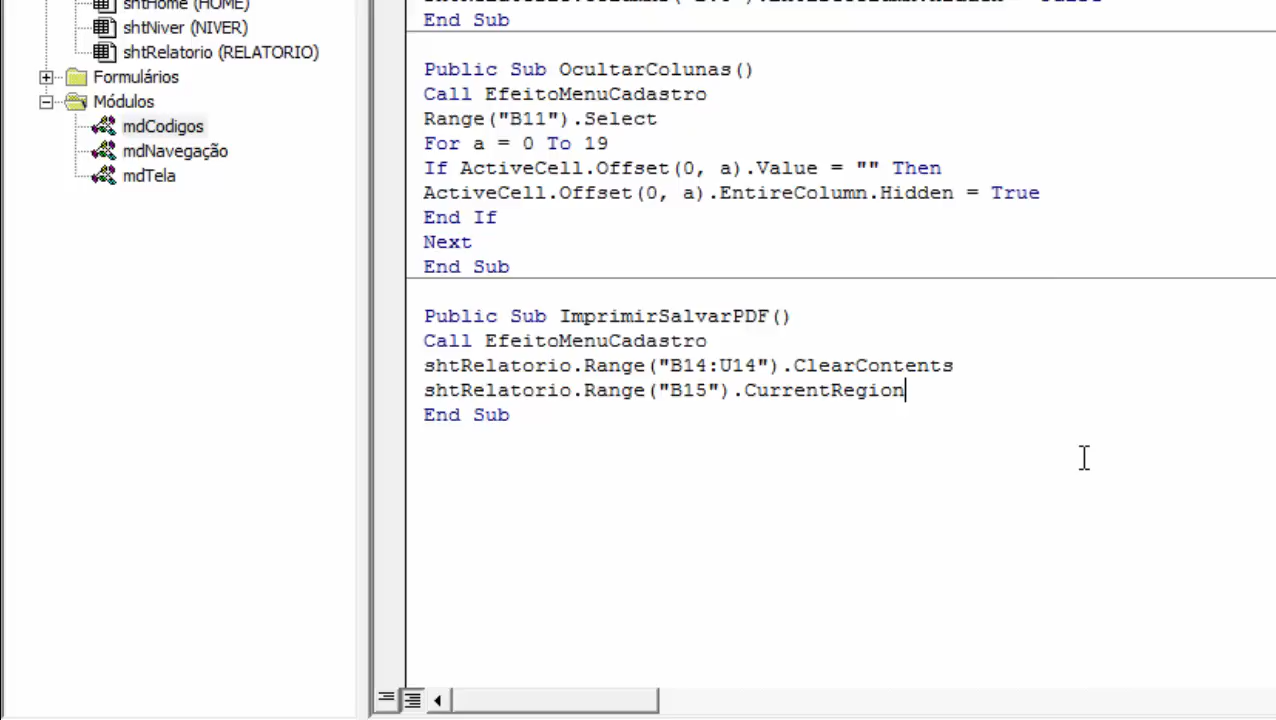 shtHome (HOME)
shtNiver (NIVER)
shtRelatorio (RELATORIO)
Formulários
Módulos
mdCodigos
mdNavegação
mdTela
End Sub
Public Sub OcultarColunas()
Call EfeitoMenuCadastro
Range("B11").Select
For a = 0 To 19
If ActiveCell.Offset(0, a).Value = "" Then
ActiveCell.Offset(0, a).EntireColumn.Hidden = True
End If
Next
End Sub
Public Sub ImprimirSalvarPDF()
Call EfeitoMenuCadastro
shtRelatorio.Range("B14:U14").ClearContents
shtRelatorio.Range("B15").CurrentRegion
End Sub